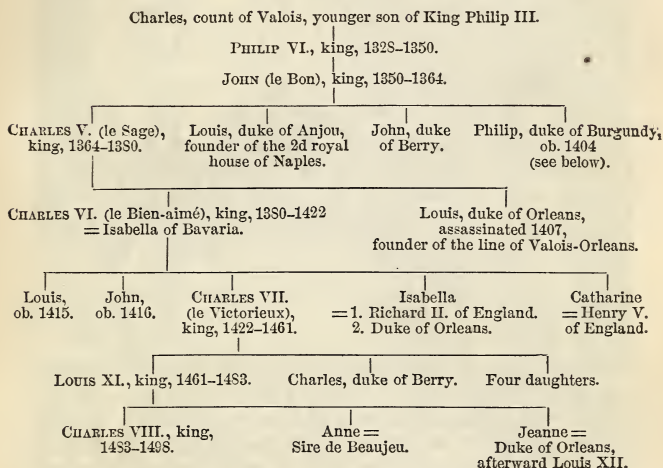 Charles, count of Valois, younger son of King Philip III.
PHILIP VI., king, 1328–1350.
JOHN (le Bon), king, 1350–1364.
CHARLES V. (le Sage) king, 1364–1380.
Louis, duke of Anjou, founder of the 2d royal house of Naples.
John, duke of Berry.
Philip, duke of Burgundy, ob. 1404 (see below).
CHARLES VI. (le Bien-aimé), king, 1380–1422
= Isabella of Bavaria.
Louis, duke of Orleans,
assassinated 1407,
founder of the line of Valois-Orleans.
Louis,
ob. 1415.
John,
ob. 1416.
CHARLES VII.
(le Victorieux),
king, 1422–1461.
Isabella
= 1. Richard II. of England.
2. Duke of Orleans.
Catharine
= Henry V.
of England.
LOUIS XI., king, 1461–1483.
Charles, duke of Berry.
Four daughters.
CHARLES VIII., king,
1483–1498.
Anne =
Sire de Beaujeu.
Jeanne =
Duke of Orleans,
afterward Louis XII.